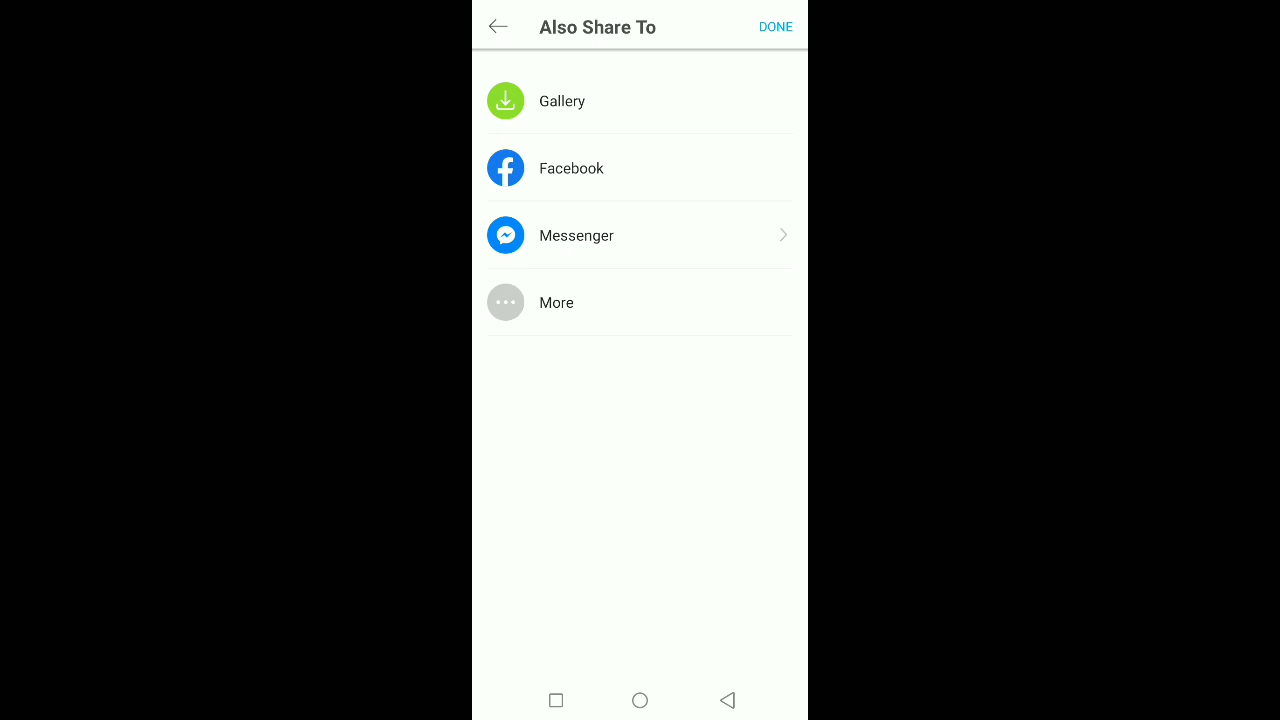 Also Share To
DONE
Gallery
Facebook
Messenger
More